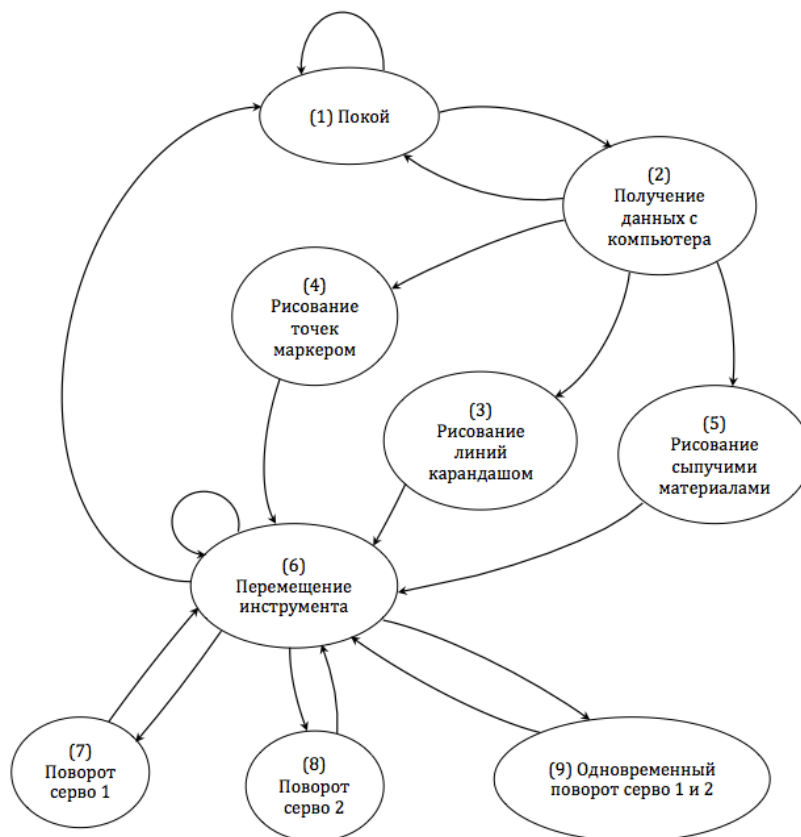 (1) Покой
(2)
Получение
данных с
компьютера
(4)
Рисование
точек
маркером
(3)
Рисование
линий
карандашом
(5)
Рисование
сыпучими
материалами
(6)
Перемещение
инструмента
(7)
Поворот
серво 1
(8)
Поворот
серво 2
(9) Одновременный
поворот серво 1 и 2